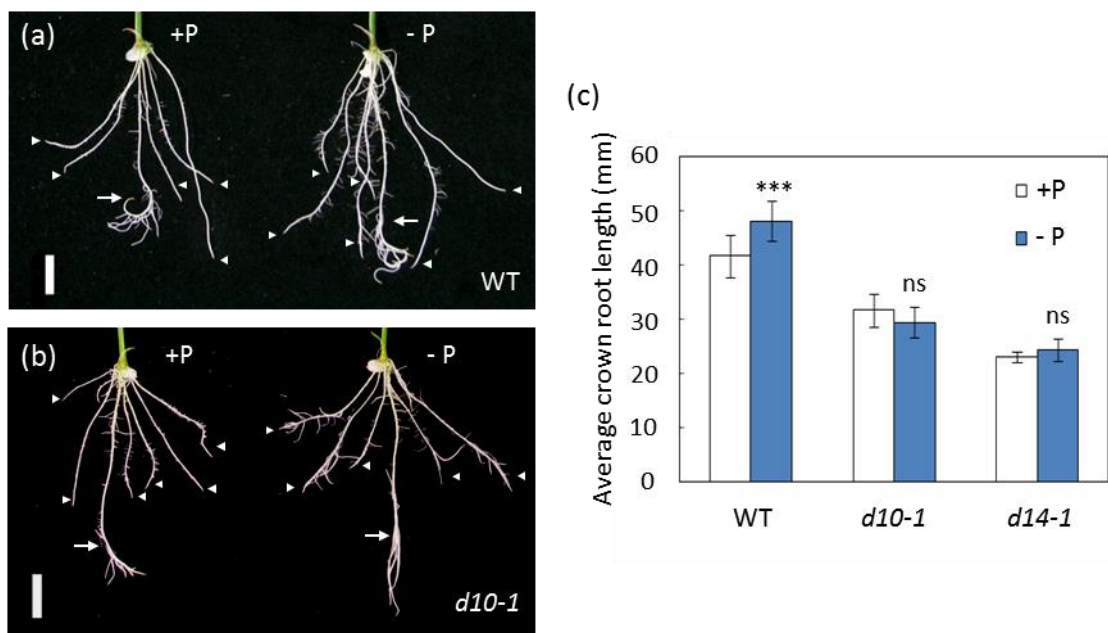 (a)
+P
- P
WT
(b)
+P
- P
d10-1
(c)
Average crown root length (mm)
60
50
40
30
20
10
0
***
ns
ns
+P
- P
WT
d10-1
d14-1